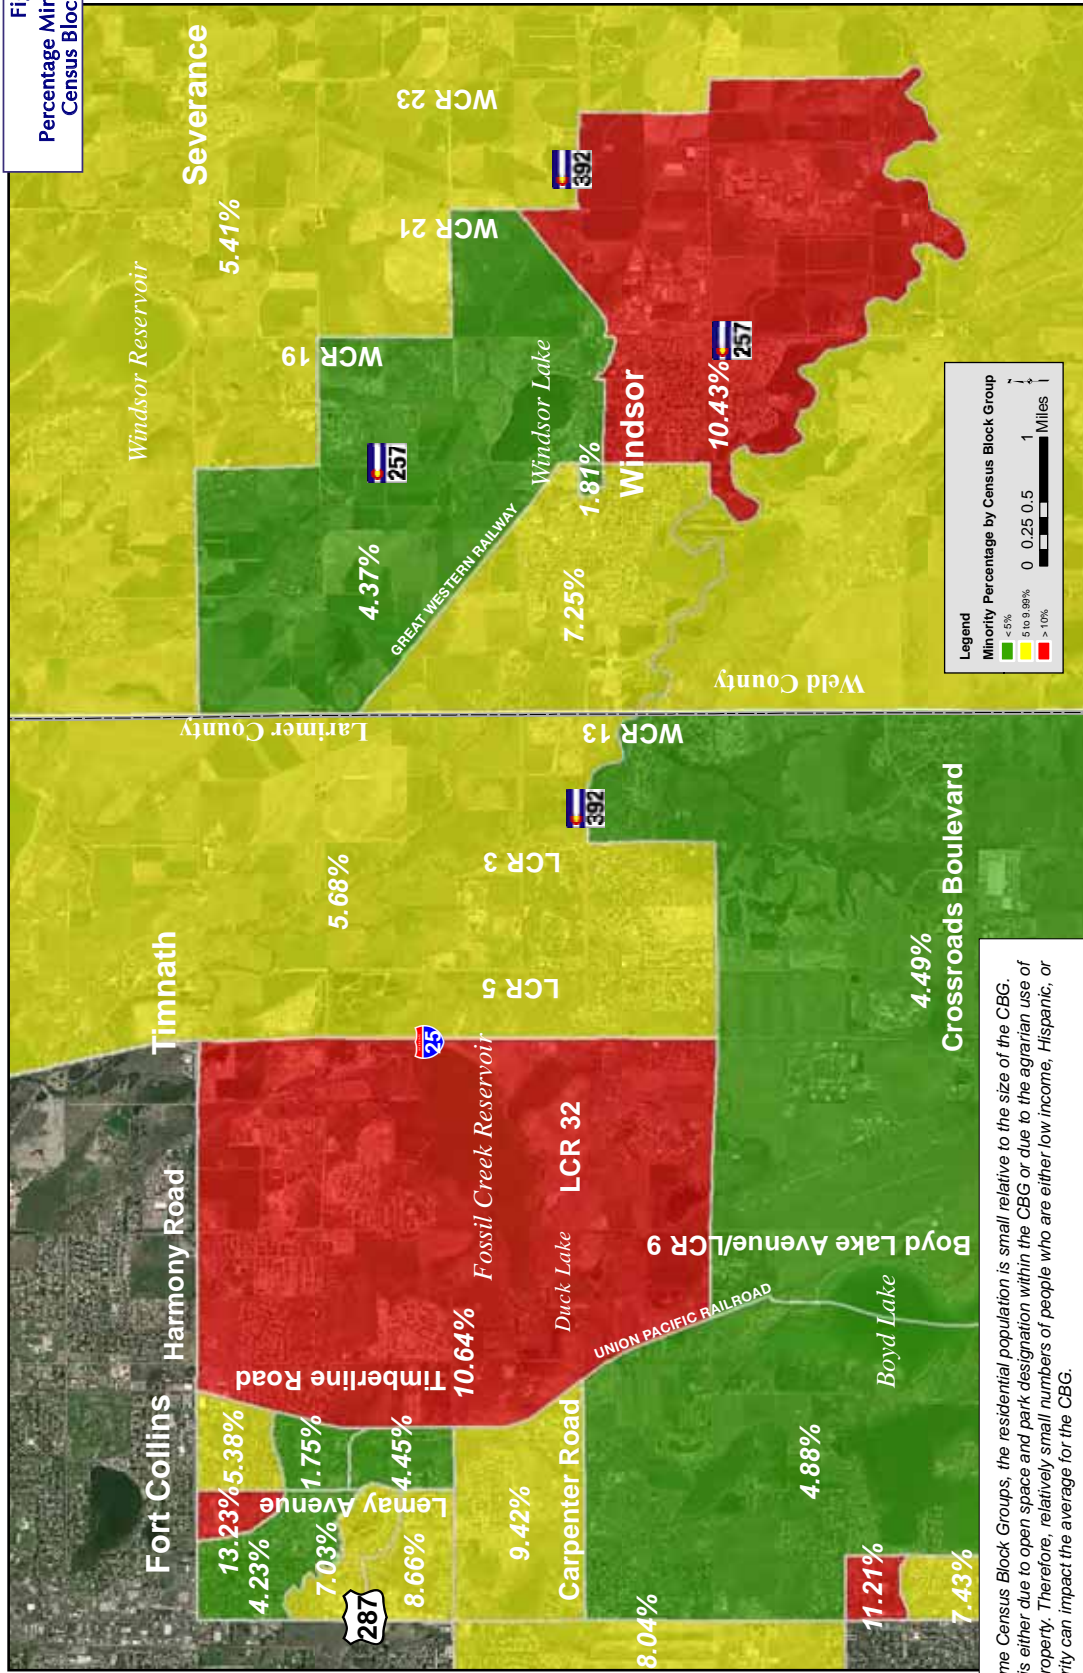 Percentage
Census
Severance
WCR 23
392
5.41%
WCR 21
Windsor Reservoir
WCR 19
257
Windsor Lake
Windsor
257
10.43%
1.81%
4.37%
GREAT WESTERN RAILWAY
7.25%
Weld County
Larimer County
WCR 13
Legend
Minority Percentage by Census Block Group
< 5%
5 to 9.99%
> 10%
0 0.25 0.5 1
Miles
392
LCR 3
5.68%
LCR 5
Timnath
25
Crossroads Boulevard
4.49%
Fossil Creek Reservoir
LCR 32
Duck Lake
Harmony Road
Boyd Lake Avenue/LCR 9
UNION PACIFIC RAILROAD
Boyd Lake
10.64%
Timberline Road
Fort Collins
5.38%
13.23%
1.75%
4.45%
Lemay Avenue
4.23%
7.03%
8.66%
287
9.42%
Carpenter Road
4.88%
8.04%
11.21%
7.43%
Census Block Groups, the residential population is small relative to the size of the CBG.
is either due to open space and park designation within the CBG or due to the agrarian use of
Therefore, relatively small numbers of people who are either low income, Hispanic, or
can impact the average for the CBG.